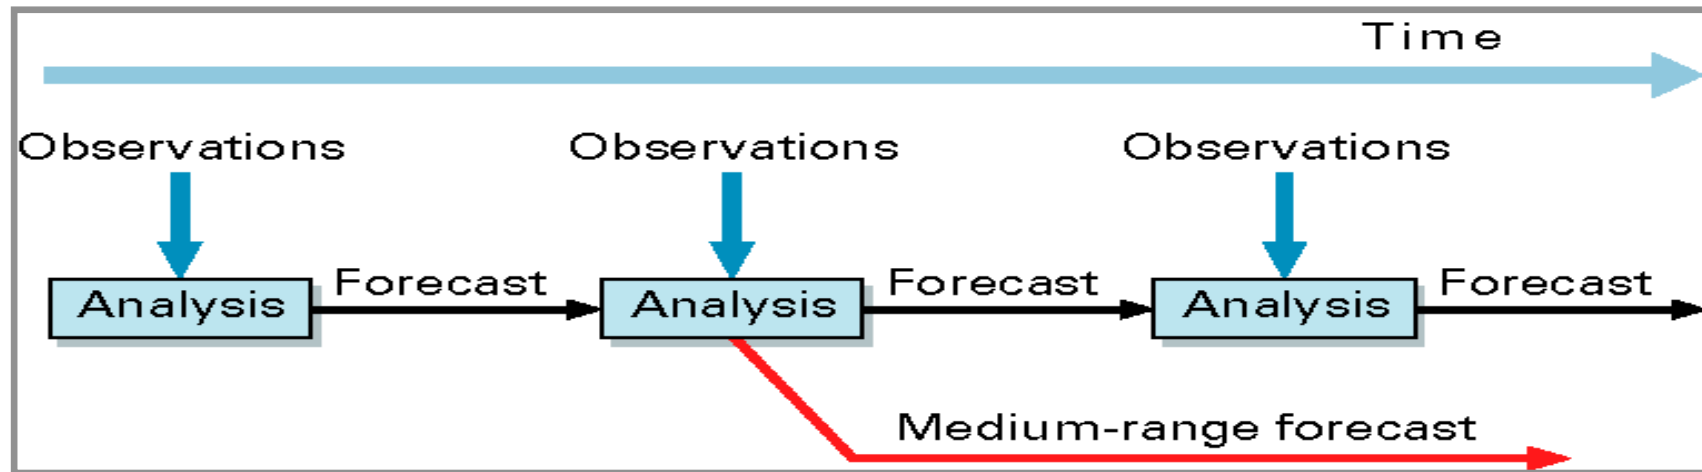 Time
Observations Observations Observations
Forecast Forecast Forecast
Analysis Analysis Analysis
Medium-range forecast